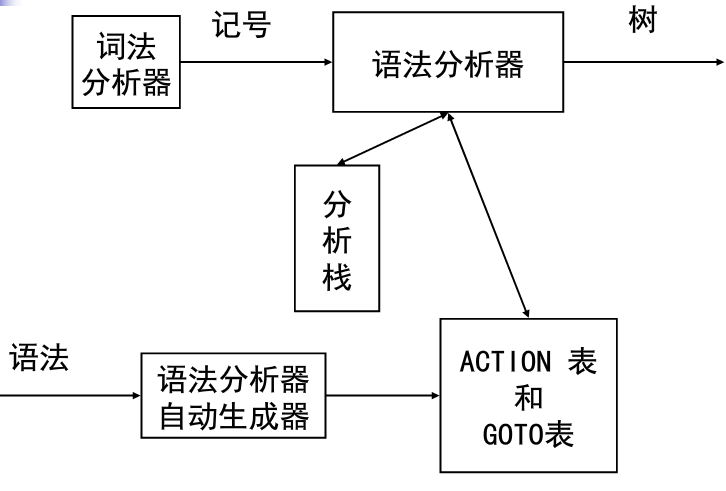 词法
分析器
记号
语法分析器
树
分
析
栈
语法
语法分析器
自动生成器
ACTION 表
和
GOTO表